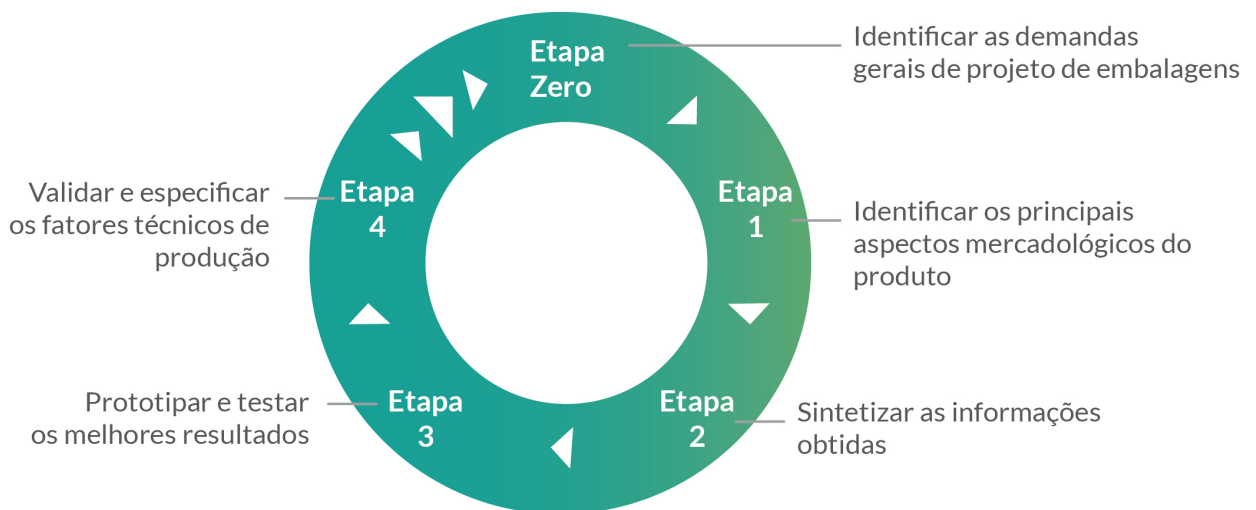 Etapa
Zero
Identificar as demandas
gerais de projeto de embalagens
Etapa
1
Identificar os principais
aspectos mercadológicos do
produto
Etapa
2
Sintetizar as informações
obtidas
Etapa
3
Prototipar e testar
os melhores resultados
Etapa
4
Validar e especificar
os fatores técnicos de
produção